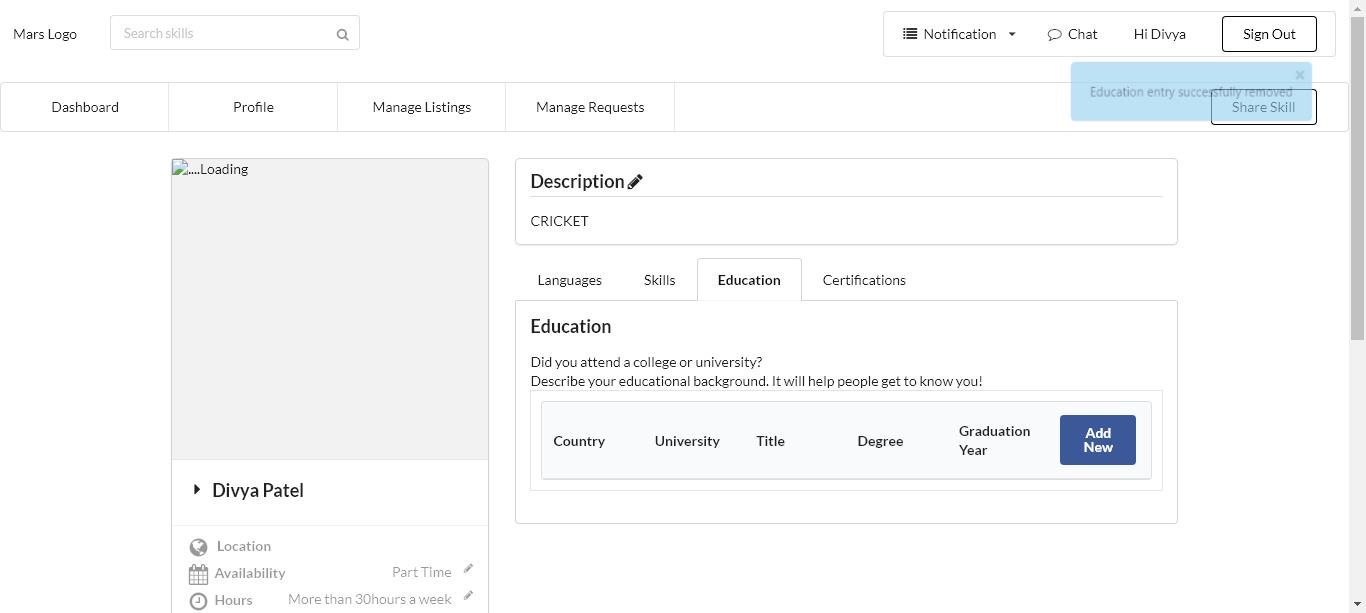 Mars Logo
Search skills
Notification
Chat
Hi Divya
Sign Out
Education entry successfully removed
Dashboard
Profile
Manage Listings
Manage Requests
Share Skill
....Loading
Description
CRICKET
Languages
Skills
Education
Certifications
Education
Did you attend a college or university?
Describe your educational background. It will help people get to know you!
Country
University
Title
Degree
Graduation
Year
Add
New
Divya Patel
Location
Availability
Part Time
Hours
More than 30hours a week